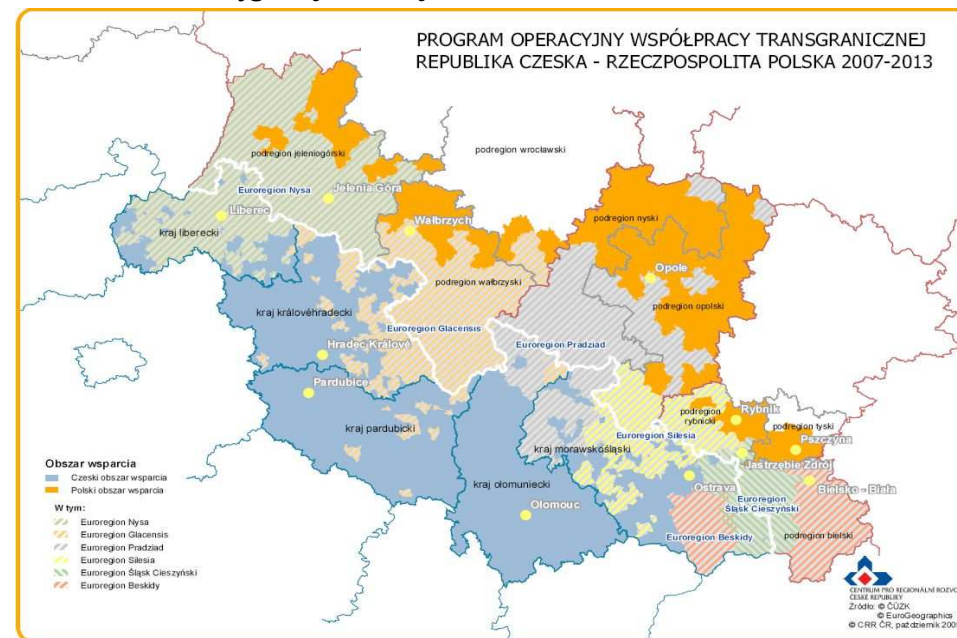 PROGRAM OPERACYJNY WSPÓŁPRACY TRANSGRANICZNEJ
REPUBLIKA CZESKA - RZECZPOSPOLITA POLSKA 2007-2013
podregion jeleniogórski
podregion wrocławski
Euroregion Nysa
Jelenia Góra
Liberec
kraj liberecki
Wałbrzych
podregion nyski
Opole
podregion wałbrzyski
podregion opolski
kraj královéhradecki
Euroregion Glacensis
Euroregion Pradziad
Hradec Králové
Pardubice
kraj pardubicki
podregion
rybnicki
Rybnik
podregion tyski
Euroregion Silesia
kraj morawskośląski
Pszczyna
Jastrzębie Zdrój
kraj ołomuniecki
Ostrava
Bielsko - Biała
Euroregion
Śląsk Cieszyński
Olomouc
Euroregion Beskidy
podregion bielski
Obszar wsparcia
Czeski obszar wsparcia
Polski obszar wsparcia
W tym:
Euroregion Nysa
Euroregion Glacensis
Euroregion Pradziad
Euroregion Silesia
Euroregion Śląsk Cieszyński
Euroregion Beskidy
CENTRUM PRO REGIONÁLNÍ ROZVO
ČESKÉ REPUBLIKY
Źródło: © ČÚZK
© EuroGeographics
© CRR ČR, październik 200